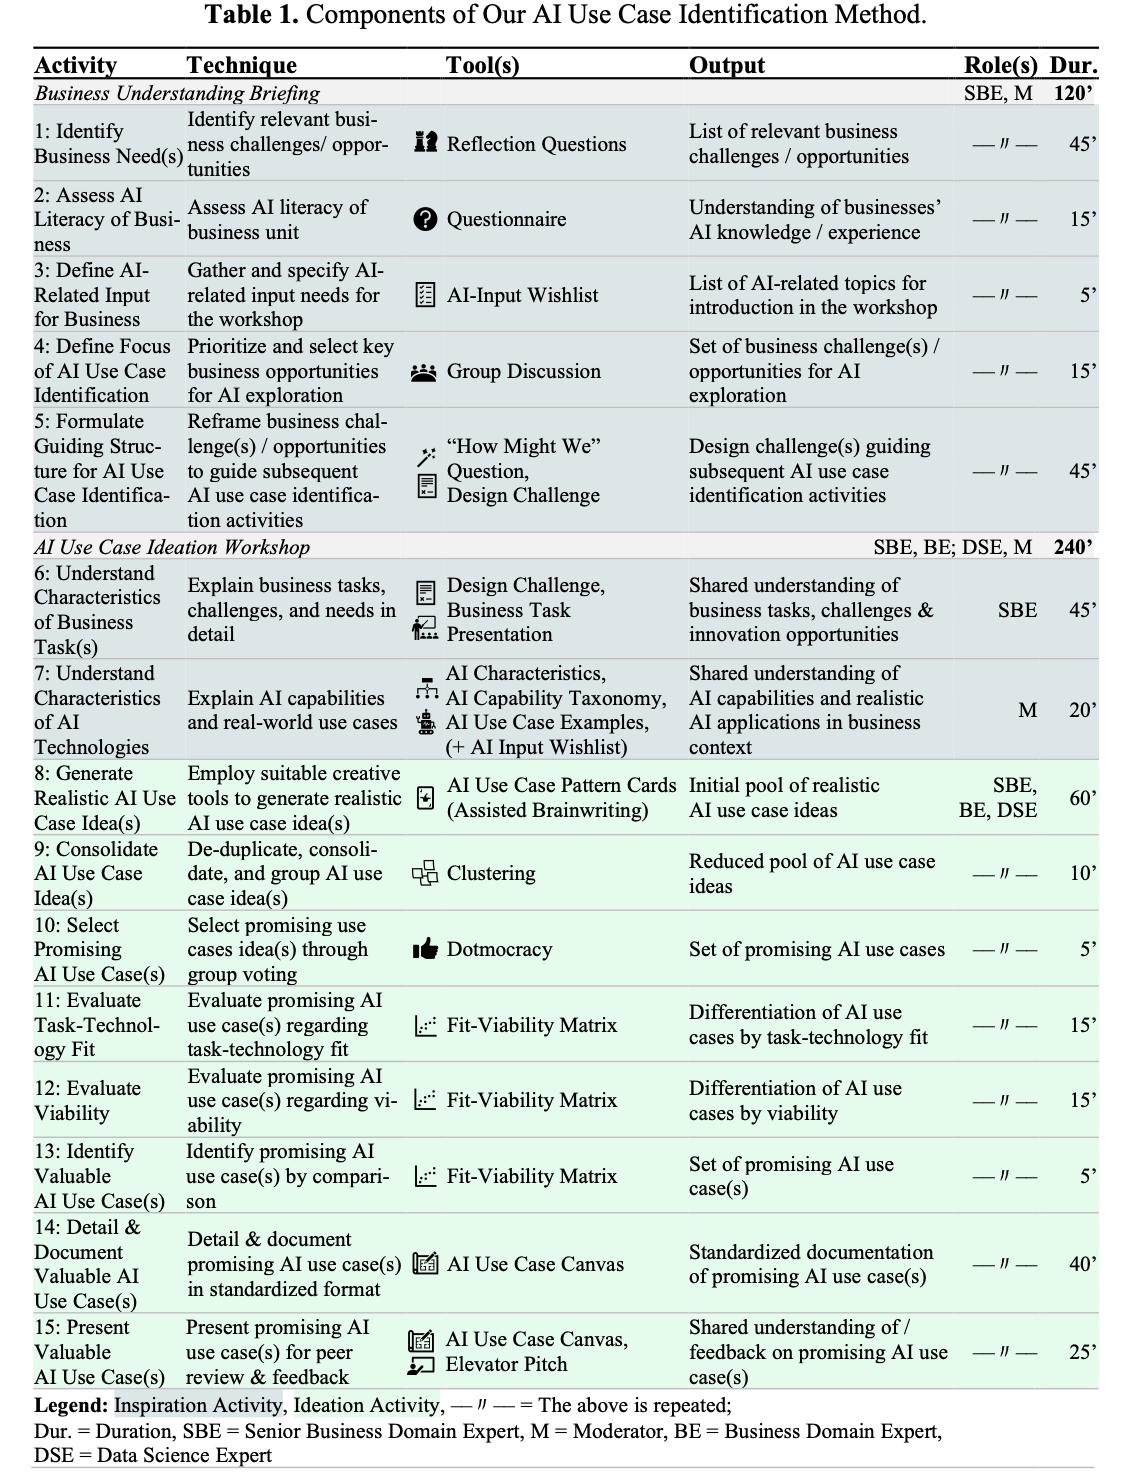 Table 1. Components of Our AI Use Case Identification Method.
Activity Technique Tool(s) Output Role(s) Dur.
Business Understanding Briefing SBE, M 120’
1: Identify
Business Need(s)
Identify relevant busi-
ness challenges/ oppor-
tunities
Reflection Questions
List of relevant business
challenges / opportunities
— 〃 — 45’
2: Assess AI
Literacy of Busi-
ness
Assess AI literacy of
business unit
Questionnaire
Understanding of businesses’
AI knowledge / experience
— 〃 — 15’
3: Define AI-
Related Input
for Business
Gather and specify AI-
related input needs for
the workshop
AI-Input Wishlist
List of AI-related topics for
introduction in the workshop
— 〃 — 5’
4: Define Focus
of AI Use Case
Identification
Prioritize and select key
business opportunities
for AI exploration
Group Discussion
Set of business challenge(s) /
opportunities for AI
exploration
— 〃 — 15’
5: Formulate
Guiding Struc-
ture for AI Use
Case Identifica-
tion
Reframe business chal-
lenge(s) / opportunities
to guide subsequent
AI use case identifica-
tion activities
“How Might We”
Question,
Design Challenge
Design challenge(s) guiding
subsequent AI use case
identification activities
— 〃 — 45’
AI Use Case Ideation Workshop SBE, BE; DSE, M 240’
6: Understand
Characteristics
of Business
Task(s)
Explain business tasks,
challenges, and needs in
detail
Design Challenge,
Business Task
Presentation
Shared understanding of
business tasks, challenges &
innovation opportunities
SBE 45’
7: Understand
Characteristics
of AI
Technologies
Explain AI capabilities
and real-world use cases
AI Characteristics,
AI Capability Taxonomy,
AI Use Case Examples,
(+ AI Input Wishlist)
Shared understanding of
AI capabilities and realistic
AI applications in business
context
M 20’
8: Generate
Realistic AI Use
Case Idea(s)
Employ suitable creative
tools to generate realistic
AI use case idea(s)
AI Use Case Pattern Cards
(Assisted Brainwriting)
Initial pool of realistic
AI use case ideas
SBE,
BE, DSE
60’
9: Consolidate
AI Use Case
Idea(s)
De-duplicate, consoli-
date, and group AI use
case idea(s)
Clustering
Reduced pool of AI use case
ideas
— 〃 — 10’
10: Select
Promising
AI Use Case(s)
Select promising use
cases idea(s) through
group voting
Dotmocracy
Set of promising AI use cases
— 〃 — 5’
11: Evaluate
Task-Technol-
ogy Fit
Evaluate promising AI
use case(s) regarding
task-technology fit
Fit-Viability Matrix
Differentiation of AI use
cases by task-technology fit
— 〃 — 15’
12: Evaluate
Viability
Evaluate promising AI
use case(s) regarding vi-
ability
Fit-Viability Matrix
Differentiation of AI use
cases by viability
— 〃 — 15’
13: Identify
Valuable
AI Use Case(s)
Identify promising AI
use case(s) by compari-
son
Fit-Viability Matrix
Set of promising AI use
case(s)
— 〃 — 5’
14: Detail &
Document
Valuable AI
Use Case(s)
Detail & document
promising AI use case(s)
in standardized format
AI Use Case Canvas
Standardized documentation
of promising AI use case(s)
— 〃 — 40’
15: Present
Valuable
AI Use Case(s)
Present promising AI
use case(s) for peer
review & feedback
AI Use Case Canvas,
Elevator Pitch
Shared understanding of /
feedback on promising AI use
case(s)
— 〃 — 25’
Legend: Inspiration Activity, Ideation Activity, — 〃 — = The above is repeated;
Dur. = Duration, SBE = Senior Business Domain Expert, M = Moderator, BE = Business Domain Expert,
DSE = Data Science Expert